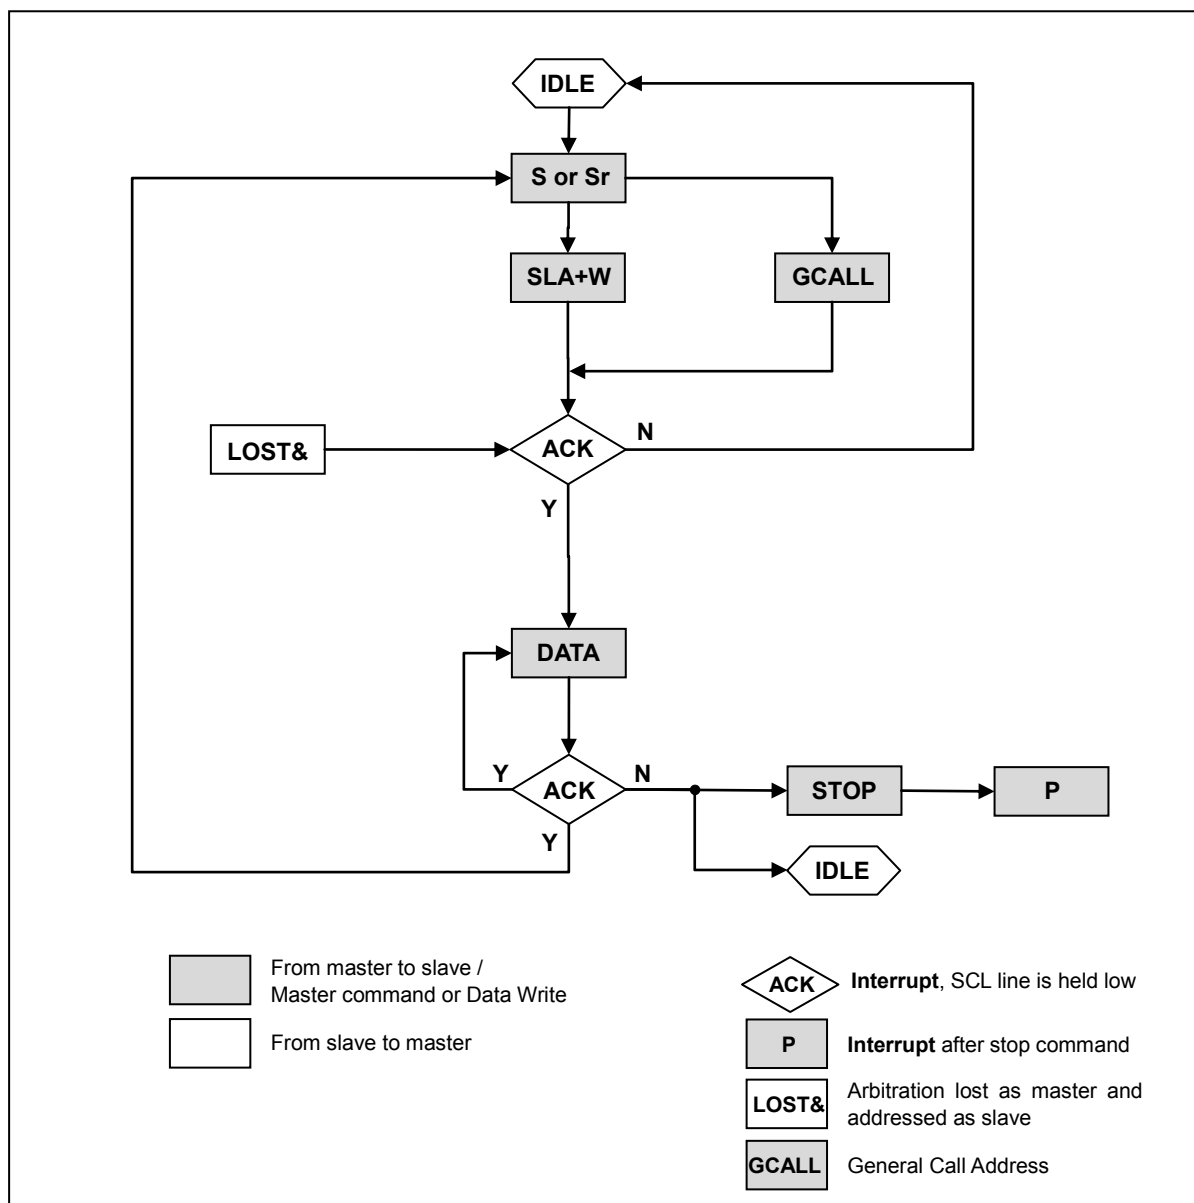 IDLE
S or Sr
SLA+W
GCALL
LOST&
ACK
N
Y
DATA
Y
ACK
N
STOP
P
Y
IDLE
From master to slave /
Master command or Data Write
From slave to master
ACK
Interrupt, SCL line is held low
P
Interrupt after stop command
LOST&
Arbitration lost as master and
addressed as slave
GCALL
General Call Address